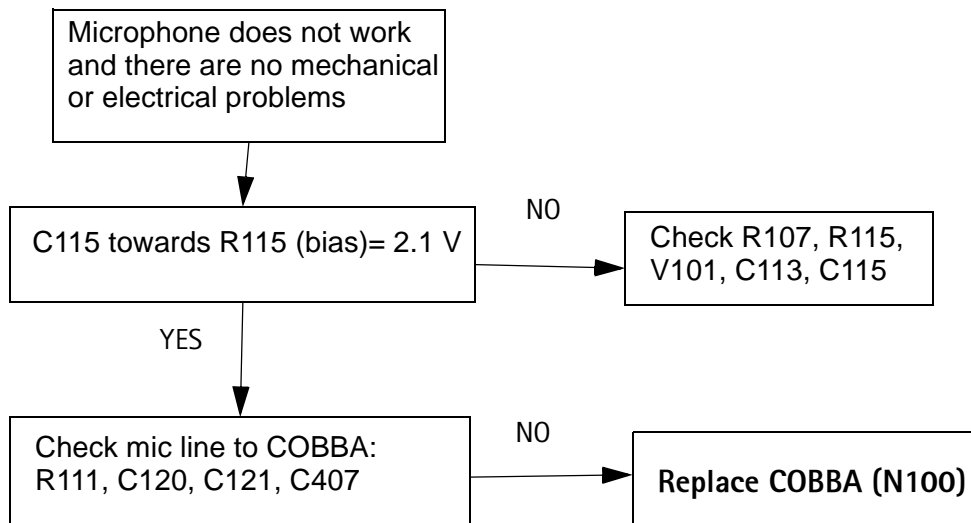 Microphone does not work
and there are no mechanical
or electrical problems
C115 towards R115 (bias)= 2.1 V
NO
Check R107, R115,
V101, C113, C115
YES
Check mic line to COBBA:
R111, C120, C121, C407
NO
Replace COBBA (N100)